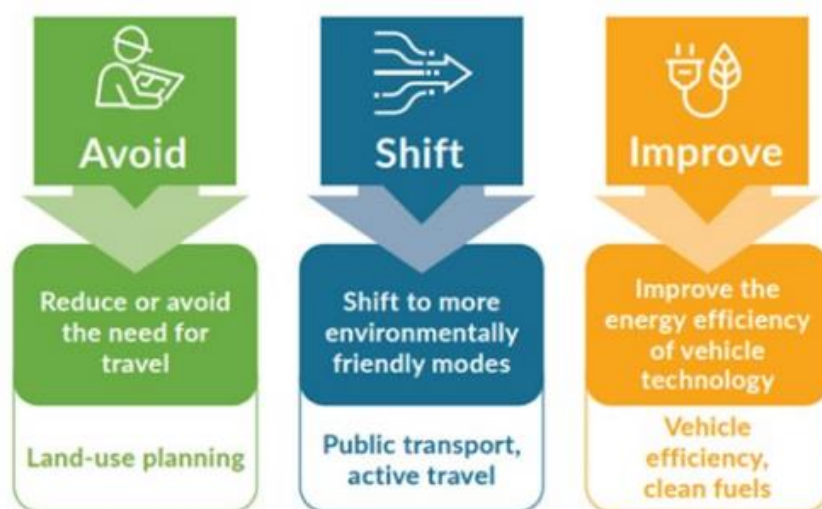 Avoid
Reduce or avoid
the need for
travel
Land-use planning
Shift
Shift to more
environmentally
friendly modes
Public transport,
active travel
Improve
Improve the
energy efficiency
of vehicle
technology
Vehicle
efficiency,
clean fuels